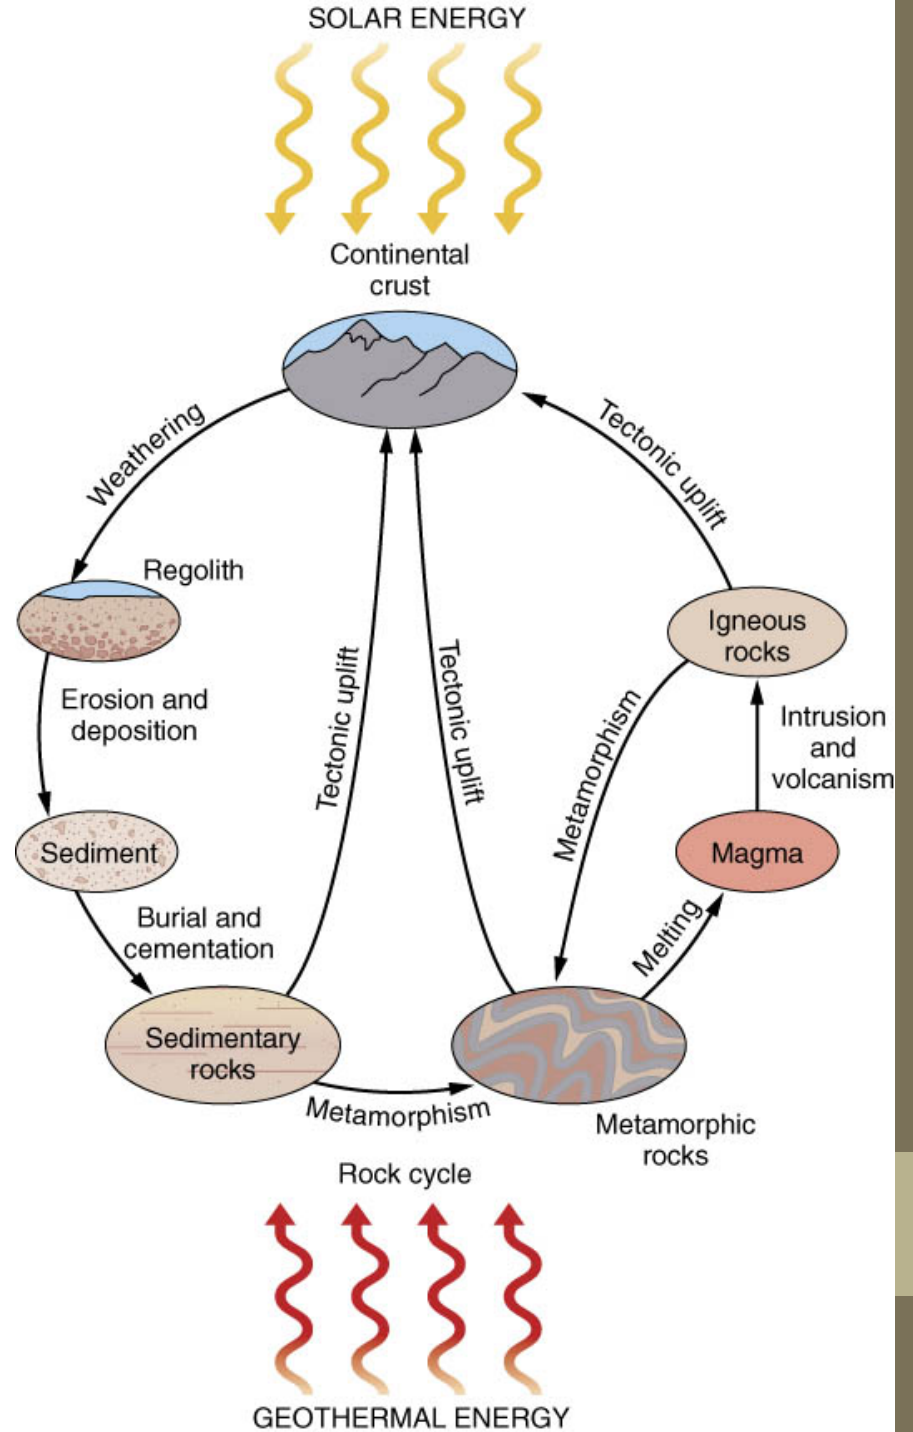 SOLAR ENERGY
Continental
crust
Weathering
Tectonic uplift
Regolith
Igneous
rocks
Erosion and
deposition
Tectonic uplift
Tectonic uplift
Metamorphism
Intrusion
and
volcanism
Sediment
Magma
Burial and
cementation
Melting
Sedimentary
rocks
Metamorphism
Metamorphic
rocks
Rock cycle
GEOTHERMAL ENERGY